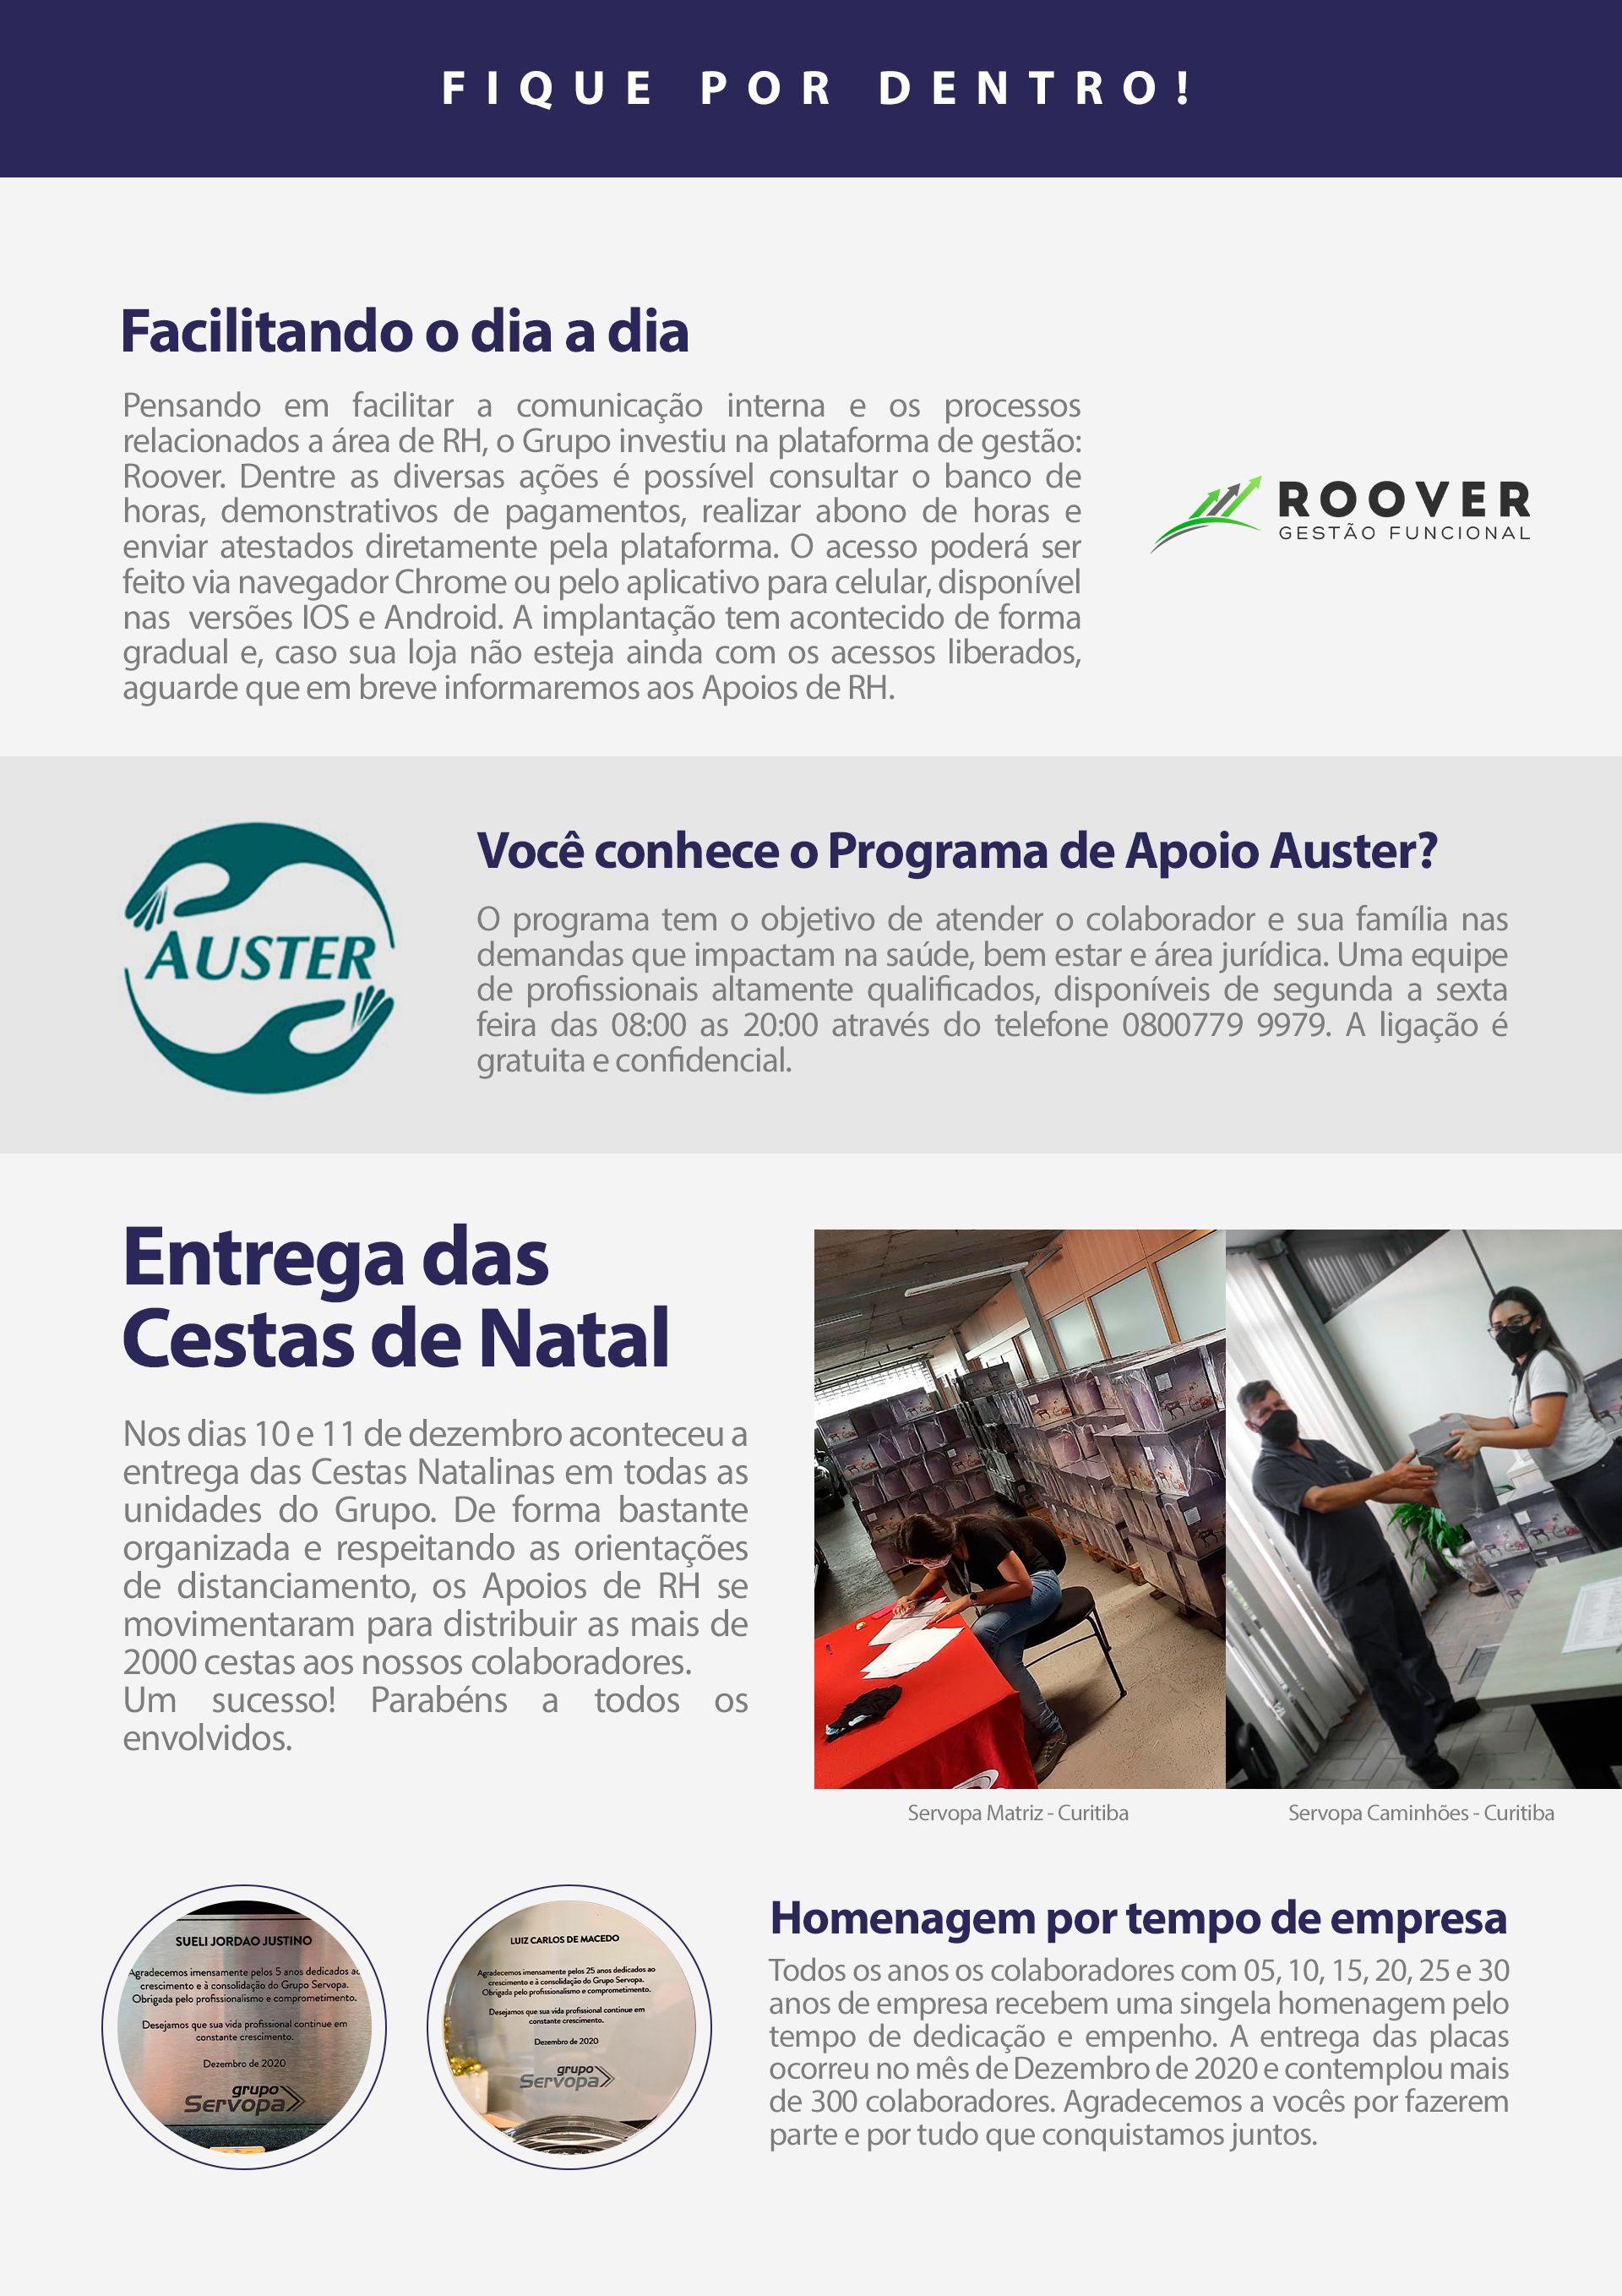 FIQUE POR DENTRO!
Facilitando o dia a dia
Pensando em facilitar a comunicação interna e os processos
relacionados a área de RH, o Grupo investiu na plataforma de gestão:
Roover. Dentre as diversas ações é possível consultar o banco de
horas, demonstrativos de pagamentos, realizar abono de horas e
enviar atestados diretamente pela plataforma. O acesso poderá ser
feito via navegador Chrome ou pelo aplicativo para celular, disponível
nas versões IOS e Android. A implantação tem acontecido de forma
gradual e, caso sua loja não esteja ainda com os acessos liberados,
aguarde que em breve informaremos aos Apoios de RH.
ROOVER
GESTÃO FUNCIONAL
AUSTER
Você conhece o Programa de Apoio Auster?
O programa tem o objetivo de atender o colaborador e sua família nas
demandas que impactam na saúde, bem estar e área jurídica. Uma equipe
de profissionais altamente qualificados, disponíveis de segunda a sexta
feira das 08:00 as 20:00 através do telefone 0800779 9979. A ligação é
gratuita e confidencial.
Entrega das
Cestas de Natal
Nos dias 10 e 11 de dezembro aconteceu a
entrega das Cestas Natalinas em todas as
unidades do Grupo. De forma bastante
organizada e respeitando as orientações
de distanciamento, os Apoios de RH se
movimentaram para distribuir as mais de
2000 cestas aos nossos colaboradores.
Um sucesso! Parabéns a todos os
envolvidos.
Servopa Matriz - Curitiba
Servopa Caminhões - Curitiba
SUELI JORDAO JUSTINO
Agradecemos imensamente pelos 5 anos dedicados ao
crescimento e à consolidação do Grupo Servopa.
Obrigada pelo profissionalismo e comprometimento.
Desejamos que sua vida profissional continue em
constante crescimento.
Dezembro de 2020
grupo
Servopa
LUIZ CARLOS DE MACEDO
Agradecemos imensamente pelos 25 anos dedicados ao
crescimento e à consolidação do Grupo Servopa.
Obrigada pelo profissionalismo e comprometimento.
Desejamos que sua vida profissional continue em
constante crescimento.
Dezembro de 2020
grupo
Servopa
Homenagem por tempo de empresa
Todos os anos os colaboradores com 05, 10, 15, 20, 25 e 30
anos de empresa recebem uma singela homenagem pelo
tempo de dedicação e empenho. A entrega das placas
ocorreu no mês de Dezembro de 2020 e contemplou mais
de 300 colaboradores. Agradecemos a vocês por fazerem
parte e por tudo que conquistamos juntos.